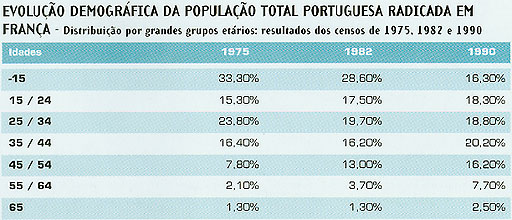 EVOLUÇÃO DEMOGRÁFICA DA POPULAÇÃO TOTAL PORTUGUESA RADICADA EM
FRANÇA - Distribuição por grandes grupos etários: resultados dos censos de 1975, 1982 e 1990
Idades 1975 1982 1990
-15 33,30% 28,60% 16,30%
15 / 24 15,30% 17,50% 18,30%
25 / 34 23,80% 19,70% 18,80%
35 / 44 16,40% 16,20% 20,20%
45 / 54 7,80% 13,00% 16,20%
55 / 64 2,10% 3,70% 7,70%
65 1,30% 1,30% 2,50%